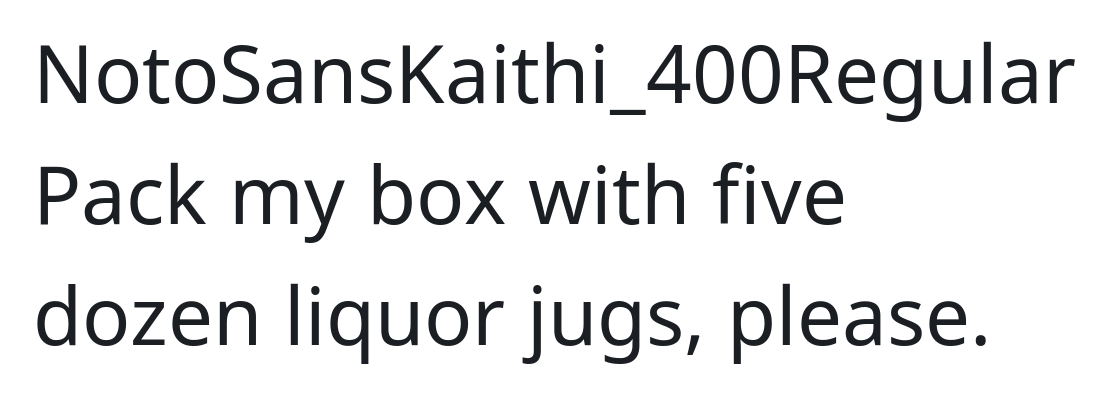 NotoSansKaithi_400Regular
Pack my box with five
dozen liquor jugs, please.